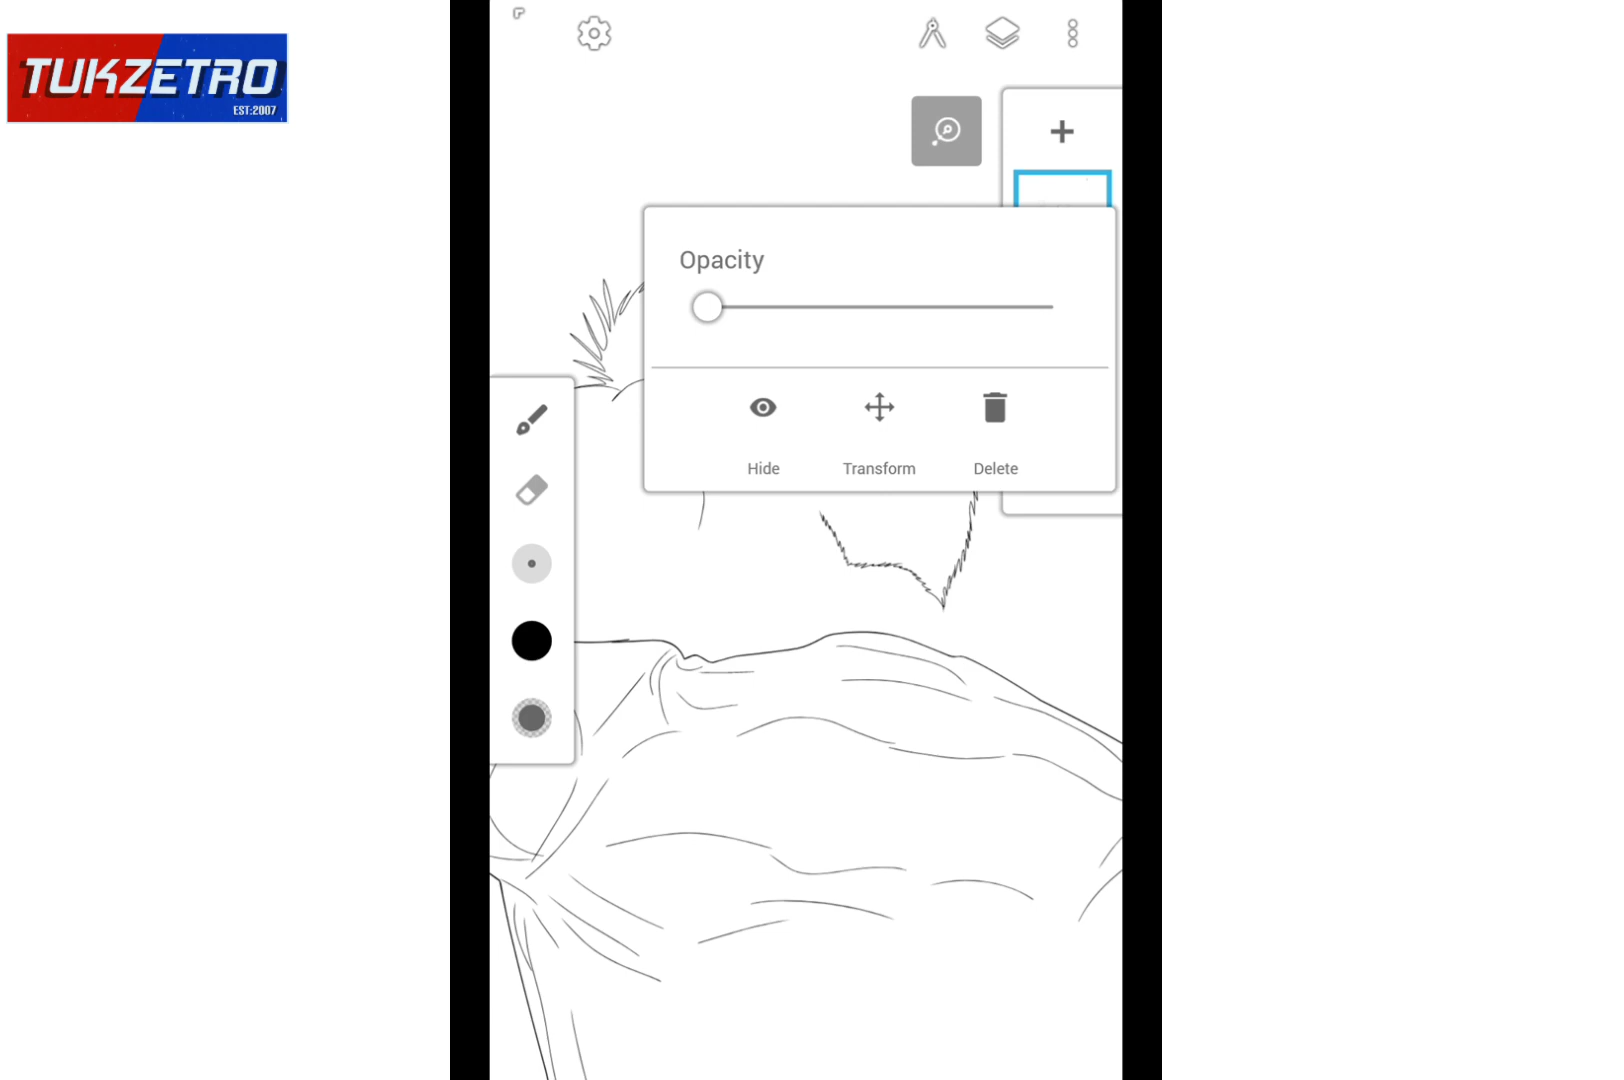 TUKZETRO
EST:2007
Opacity
Hide
Transform
Delete